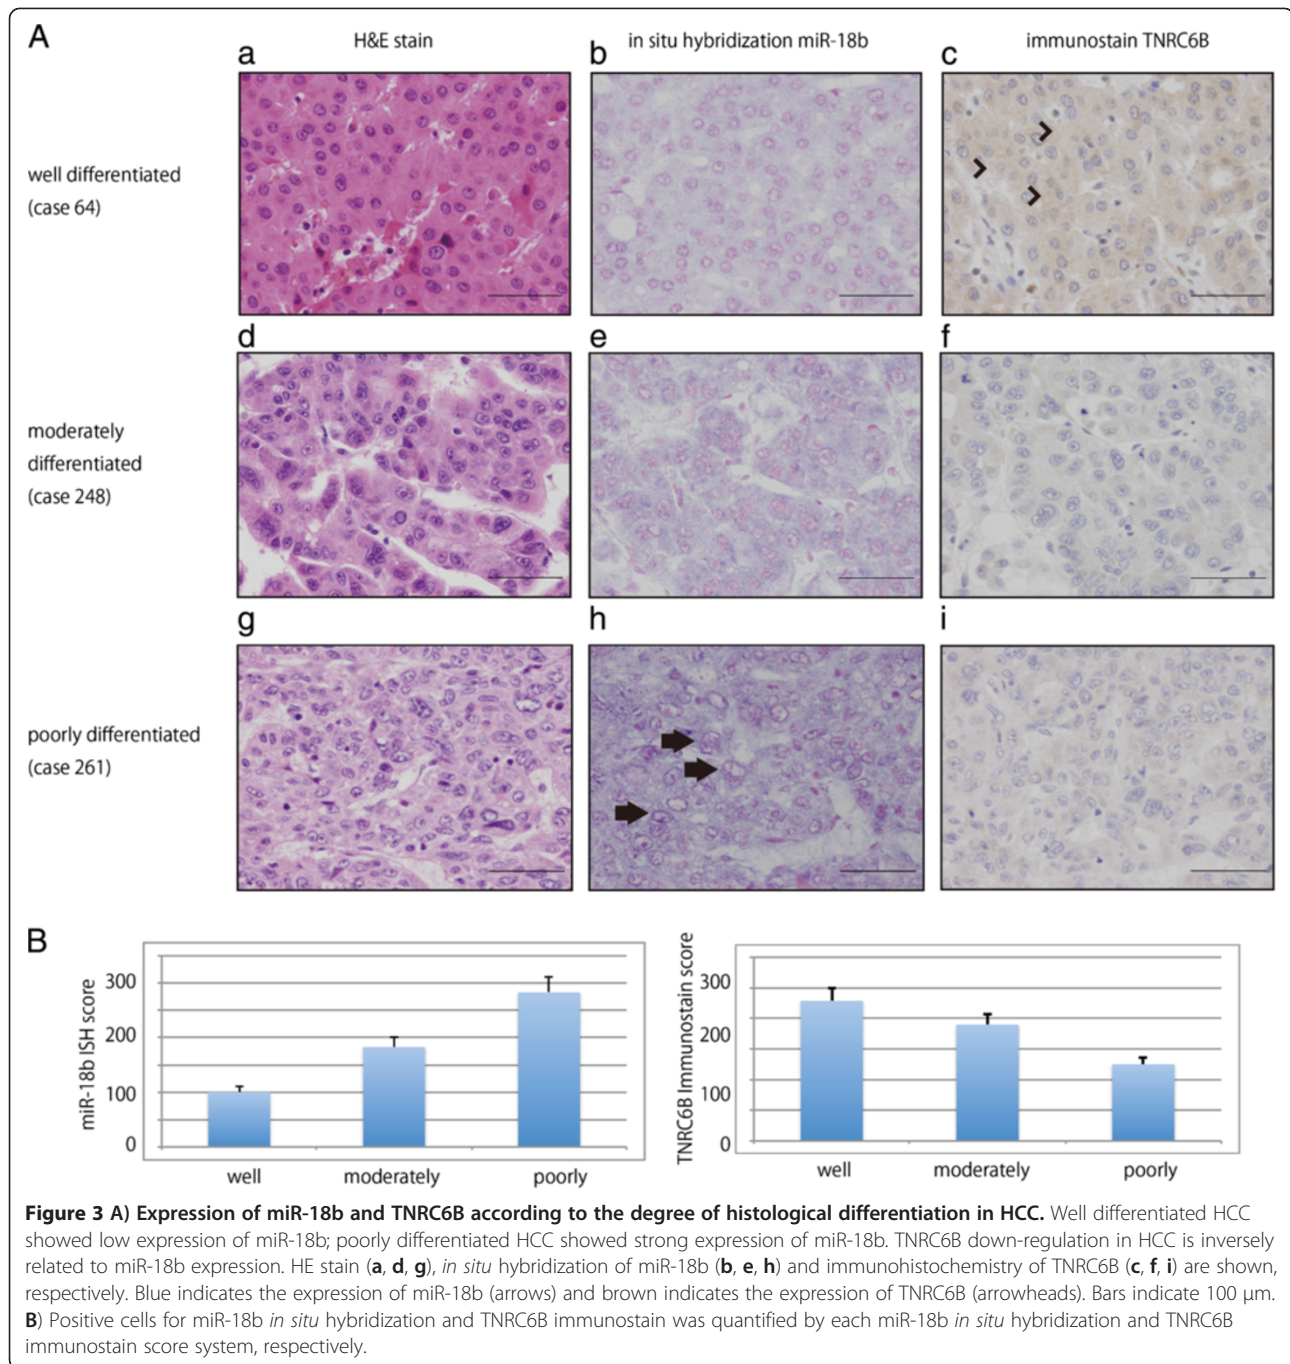 A
H&E stain
in situ hybridization miR-18b
immunostain TNRC6B
a
b
c
well differentiated
(case 64)
d
e
f
moderately
differentiated
(case 248)
g
h
i
poorly differentiated
(case 261)
B
miR-18b ISH score
300
200
100
0
well
moderately
poorly
TNRC6B Immunostain score
300
200
100
0
well
moderately
poorly
Figure 3 A) Expression of miR-18b and TNRC6B according to the degree of histological differentiation in HCC. Well differentiated HCC
showed low expression of miR-18b; poorly differentiated HCC showed strong expression of miR-18b. TNRC6B down-regulation in HCC is inversely
related to miR-18b expression. HE stain (a, d, g), in situ hybridization of miR-18b (b, e, h) and immunohistochemistry of TNRC6B (c, f, i) are shown,
respectively. Blue indicates the expression of miR-18b (arrows) and brown indicates the expression of TNRC6B (arrowheads). Bars indicate 100 μm.
B) Positive cells for miR-18b in situ hybridization and TNRC6B immunostain was quantified by each miR-18b in situ hybridization and TNRC6B
immunostain score system, respectively.